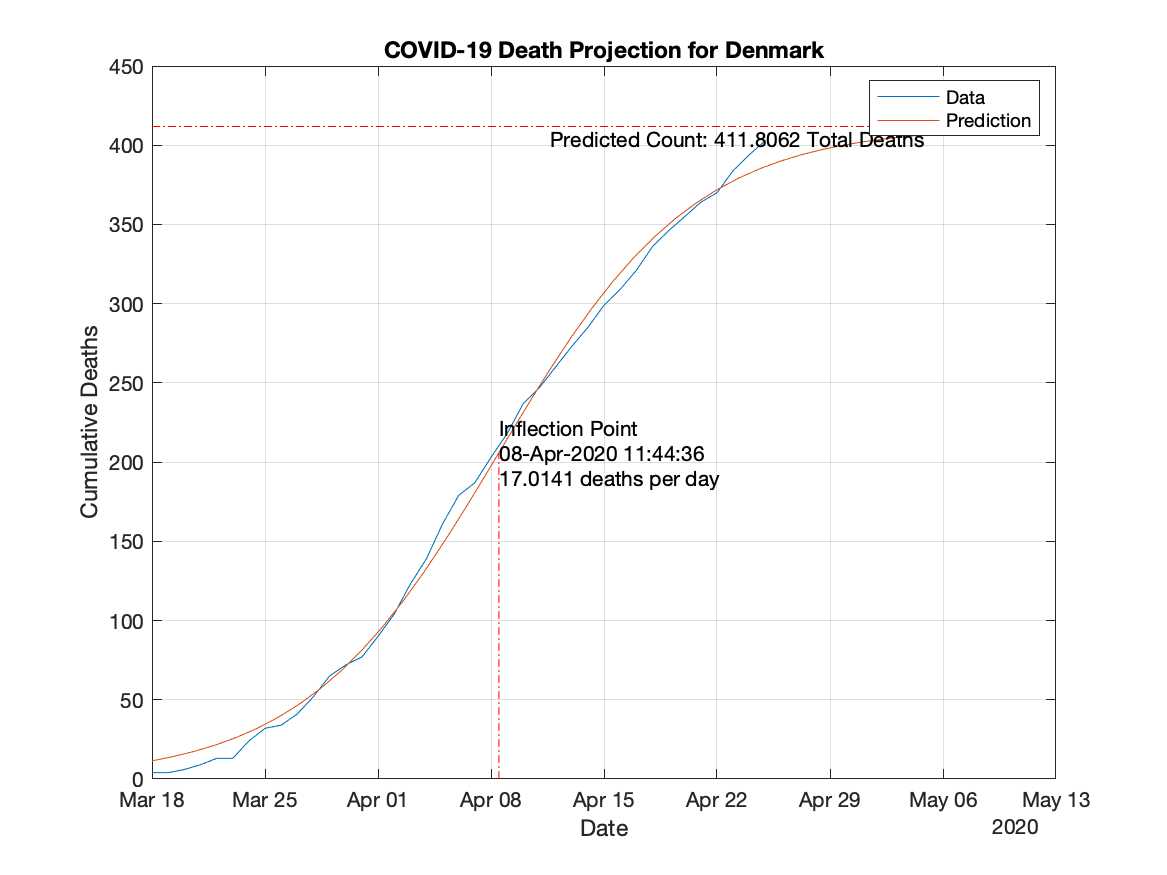 COVID-19 Death Projection for Denmark
450
400
350
300
250
200
150
100
50
0
Cumulative Deaths
Data
Prediction
Predicted Count: 411.8062 Total Deaths
Inflection Point
08-Apr-2020 11:44:36
17.0141 deaths per day
Mar 18 Mar 25 Apr 01 Apr 08 Apr 15 Apr 22 Apr 29 May 06 May 13
Date
2020